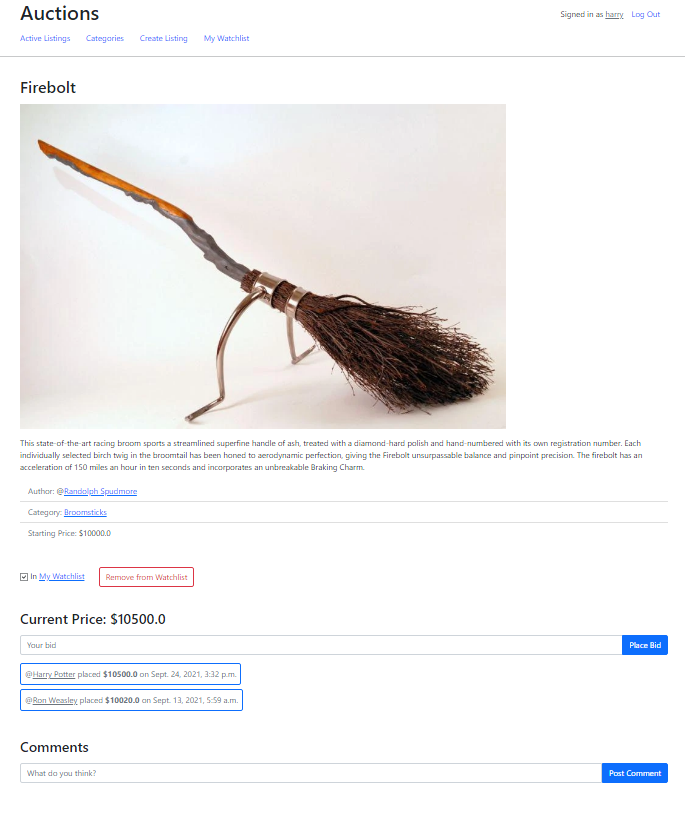 Auctions
Signed in as harry Log Out
Active Listings Categories Create Listing My Watchlist
Firebolt
This state-of-the-art racing broom sports a streamlined superfine handle of ash, treated with a diamond-hard polish and hand-numbered with its own registration number. Each
individually selected birch twig in the broomtail has been honed to aerodynamic perfection, giving the Firebolt unsurpassable balance and pinpoint precision. The firebolt has an
acceleration of 150 miles an hour in ten seconds and incorporates an unbreakable Braking Charm.
Author: @Randolph Spudmore
Category: Broomsticks
Starting Price: $10000.0
In My Watchlist Remove from Watchlist
Current Price: $10500.0
Your bid Place Bid
@Harry Potter placed $10500.0 on Sept. 24, 2021, 3:32 p.m.
@Ron Weasley placed $10020.0 on Sept. 13, 2021, 5:59 a.m.
Comments
What do you think? Post Comment